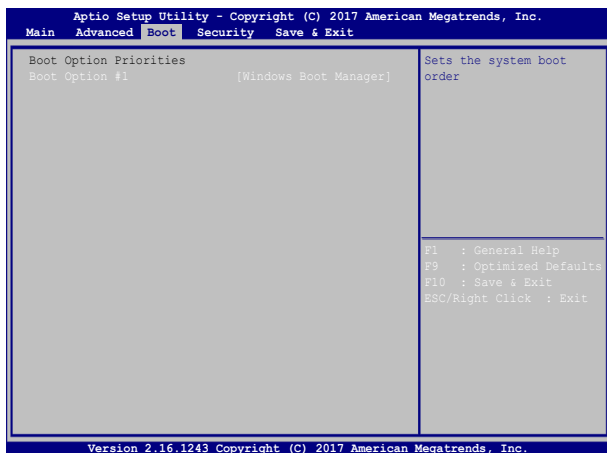 Aptio Setup Utility - Copyright (C) 2017 American Megatrends, Inc.
Main Advanced Boot Security Save & Exit
Boot Option Priorities
Boot Option #1 [Windows Boot Manager]
Sets the system boot
order
F1 : General Help
F9 : Optimized Defaults
F10 : Save & Exit
ESC/Right Click : Exit
Version 2.16.1243 Copyright (C) 2017 American Megatrends, Inc.